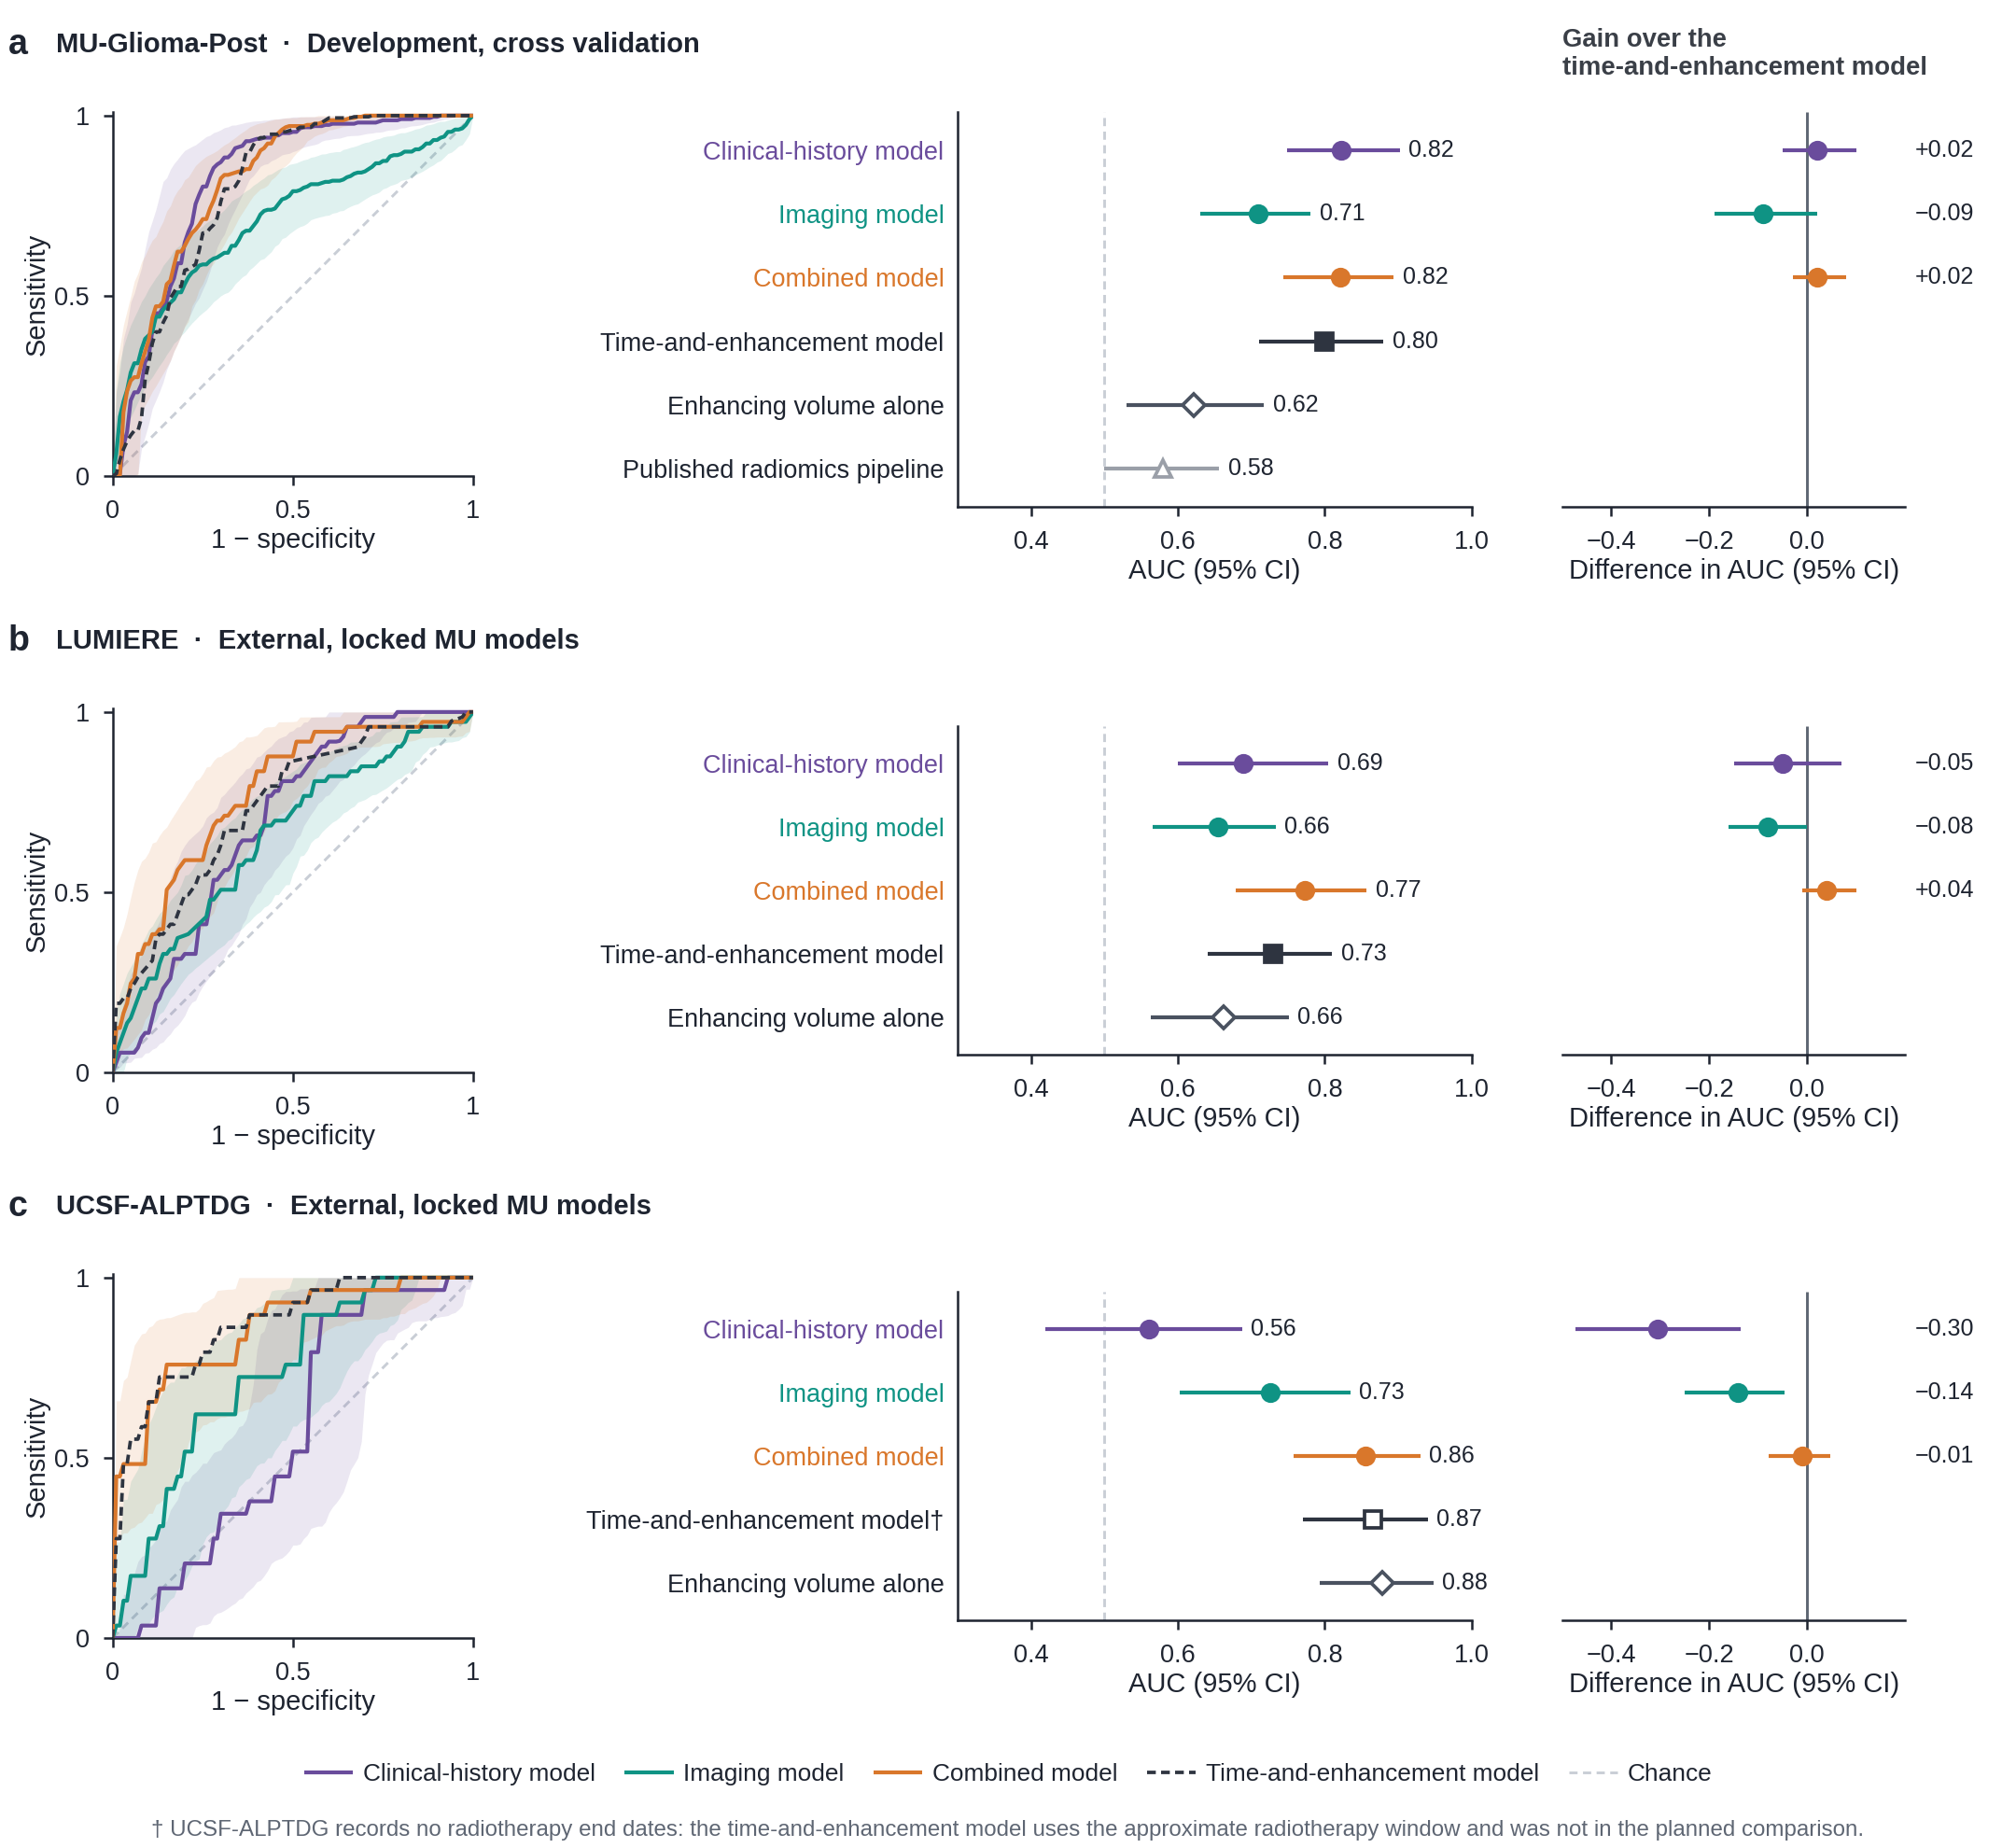 a MU-Glioma-Post · Development, cross validation
Gain over the
time-and-enhancement model
Sensitivity
1
0.5
0
0 0.5 1
1 − specificity
Clinical-history model 0.82 +0.02
Imaging model 0.71 −0.09
Combined model 0.82 +0.02
Time-and-enhancement model 0.80
Enhancing volume alone 0.62
Published radiomics pipeline 0.58
0.4 0.6 0.8 1.0
AUC (95% CI)
−0.4 −0.2 0.0
Difference in AUC (95% CI)
b LUMIERE · External, locked MU models
Sensitivity
1
0.5
0
0 0.5 1
1 − specificity
Clinical-history model 0.69 −0.05
Imaging model 0.66 −0.08
Combined model 0.77 +0.04
Time-and-enhancement model 0.73
Enhancing volume alone 0.66
0.4 0.6 0.8 1.0
AUC (95% CI)
−0.4 −0.2 0.0
Difference in AUC (95% CI)
c UCSF-ALPTDG · External, locked MU models
Sensitivity
1
0.5
0
0 0.5 1
1 − specificity
Clinical-history model 0.56 −0.30
Imaging model 0.73 −0.14
Combined model 0.86 −0.01
Time-and-enhancement model† 0.87
Enhancing volume alone 0.88
0.4 0.6 0.8 1.0
AUC (95% CI)
−0.4 −0.2 0.0
Difference in AUC (95% CI)
Clinical-history model Imaging model Combined model Time-and-enhancement model Chance
† UCSF-ALPTDG records no radiotherapy end dates: the time-and-enhancement model uses the approximate radiotherapy window and was not in the planned comparison.